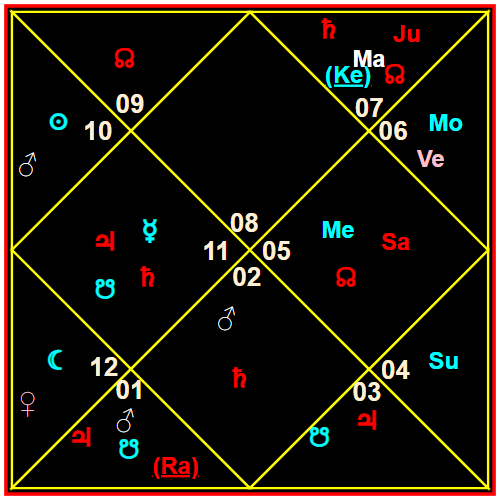 ♄ Ju
☊ Ma
(Ke) ☊
09 07
☉ 10 06 Mo
♂ Ve
08
♃ ☿ 11 05 Me Sa
☋ ♄ 02 ☊
♂
☾ 12 04 Su
♄
♀ 01 03
♂ ♃
♃ ☋ (Ra) ☋